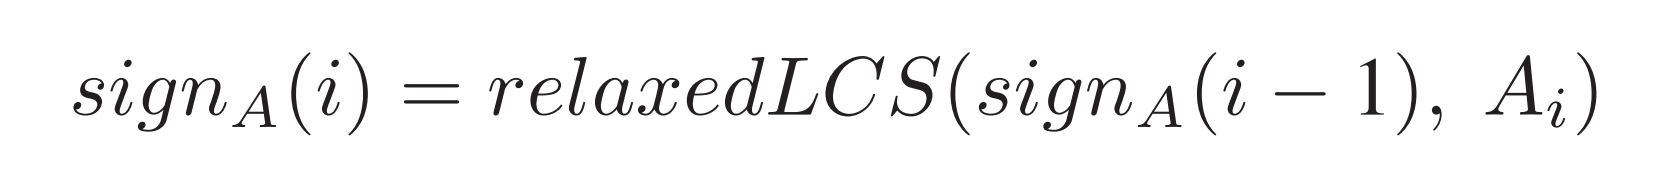 sign_A(i) = relaxedLCS(sign_A(i − 1), A_i)